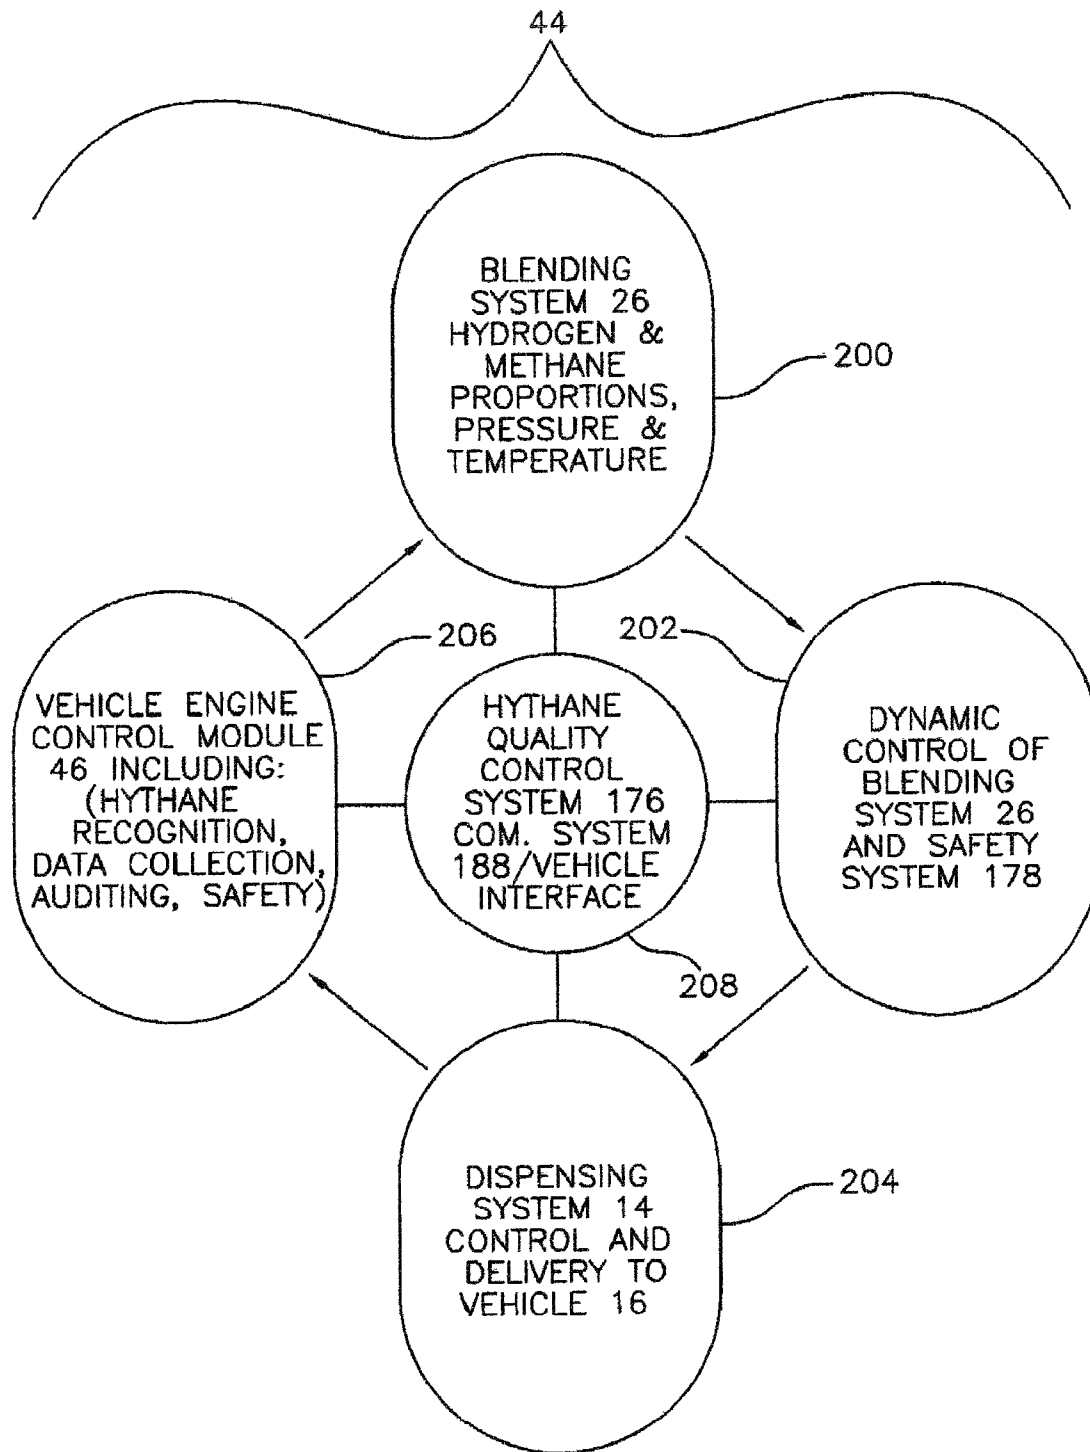 44
BLENDING
SYSTEM 26
HYDROGEN &
METHANE
PROPORTIONS,
PRESSURE &
TEMPERATURE
200
206
202
VEHICLE ENGINE
CONTROL MODULE
46 INCLUDING:
(HYTHANE
RECOGNITION,
DATA COLLECTION,
AUDITING, SAFETY)
HYTHANE
QUALITY
CONTROL
SYSTEM 176
COM. SYSTEM
188/VEHICLE
INTERFACE
DYNAMIC
CONTROL OF
BLENDING
SYSTEM 26
AND SAFETY
SYSTEM 178
208
DISPENSING
SYSTEM 14
CONTROL AND
DELIVERY TO
VEHICLE 16
204